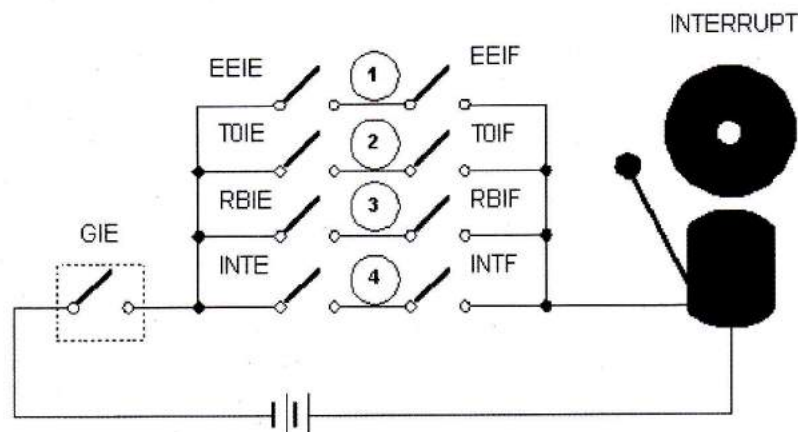 INTERRUPT
EEIE 1 EEIF
T0IE 2 T0IF
RBIE 3 RBIF
GIE
INTE 4 INTF